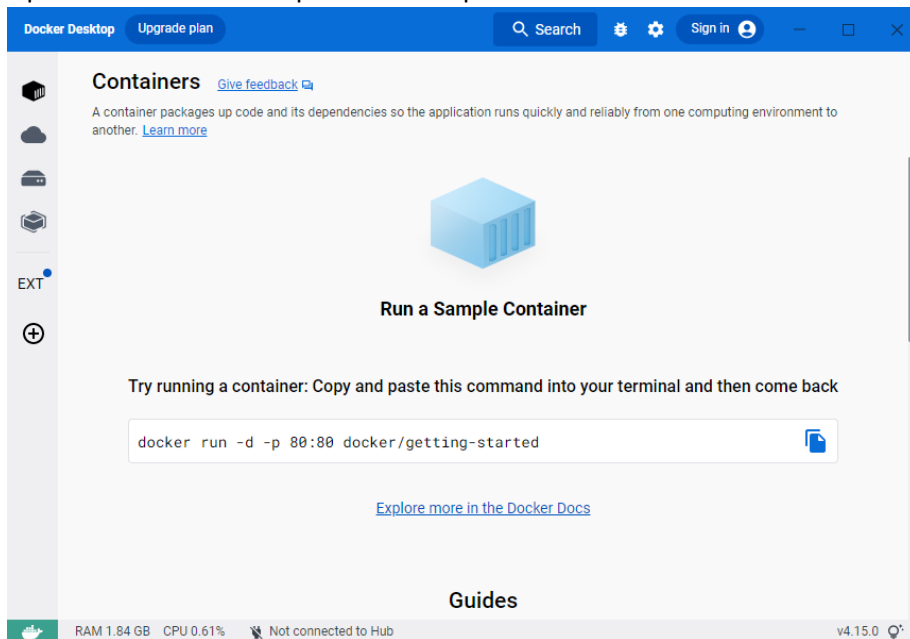 Docker Desktop Upgrade plan Search Sign in
Containers Give feedback
A container packages up code and its dependencies so the application runs quickly and reliably from one computing environment to
another. Learn more
EXT
Run a Sample Container
Try running a container: Copy and paste this command into your terminal and then come back
docker run -d -p 80:80 docker/getting-started
Explore more in the Docker Docs
Guides
RAM 1.84 GB CPU 0.61% Not connected to Hub v4.15.0